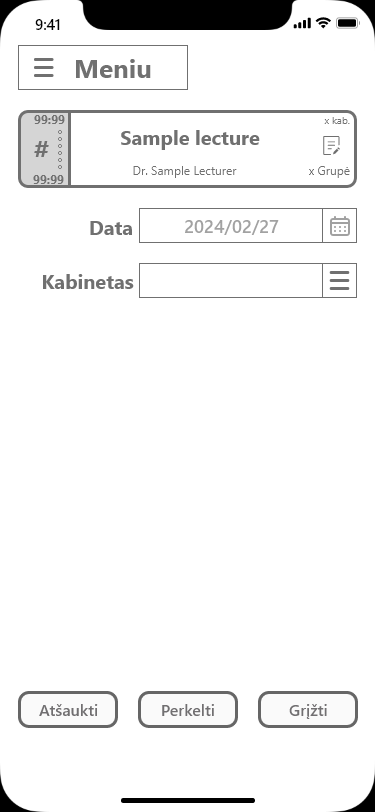 9:41
Meniu
99:99
x kab.
#
Sample lecture
Dr. Sample Lecturer
x Grupė
99:99
Data
2024/02/27
Kabinetas
Atšaukti
Perkelti
Grįžti